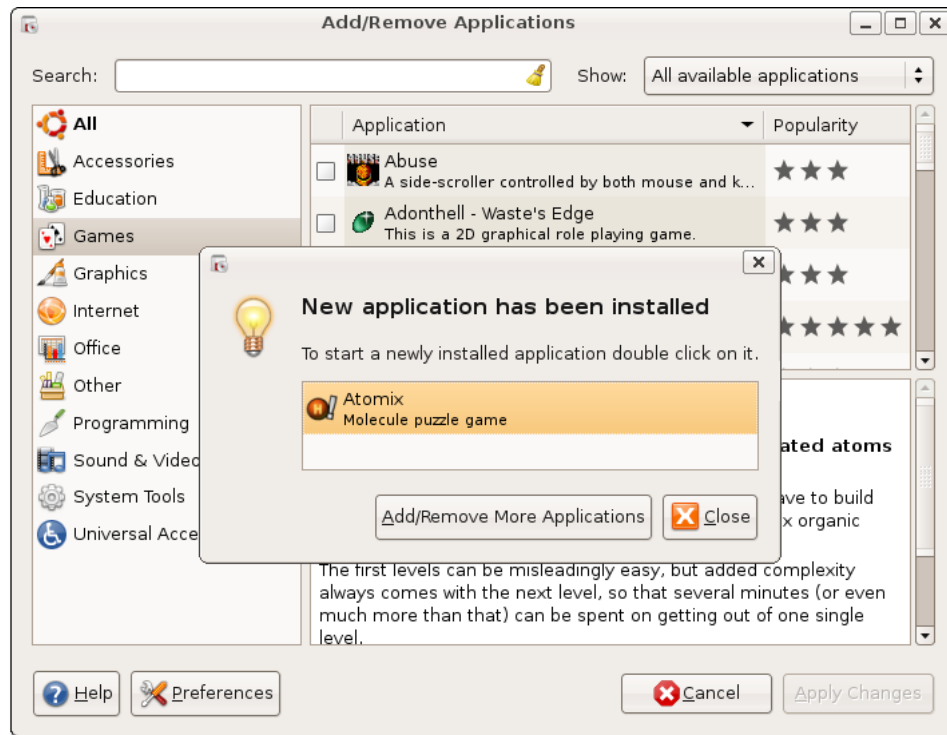 Add/Remove Applications
Search:
Show:
All available applications
All
Accessories
Education
Games
Graphics
Internet
Office
Other
Programming
Sound & Video
System Tools
Universal Acce
Application
Popularity
Abuse
A side-scroller controlled by both mouse and k...
Adonthell - Waste's Edge
This is a 2D graphical role playing game.
New application has been installed
To start a newly installed application double click on it.
Atomix
Molecule puzzle game
Add/Remove More Applications
Close
ated atoms
ave to build
x organic
The first levels can be misleadingly easy, but added complexity
always comes with the next level, so that several minutes (or even
much more than that) can be spent on getting out of one single
level.
Help
Preferences
Cancel
Apply Changes